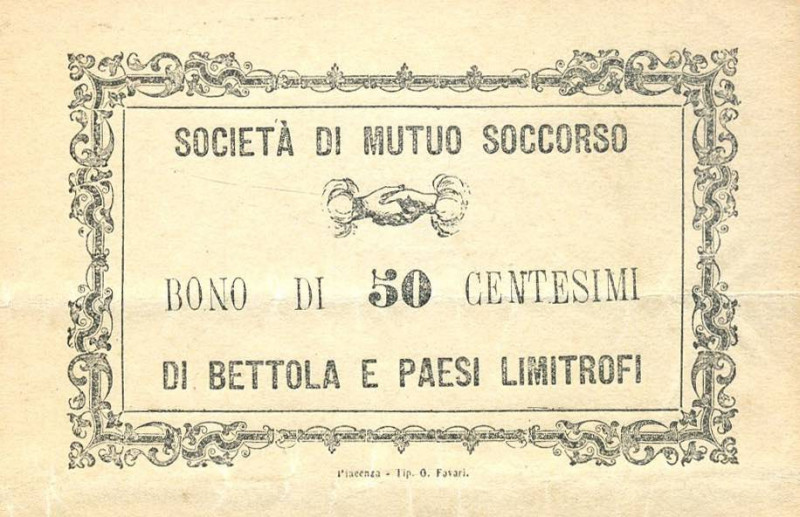 SOCIETÀ DI MUTUO SOCCORSO
BONO DI 50 CENTESIMI
DI BETTOLA E PAESI LIMITROFI
Piacenza - Tip. G. Favari.